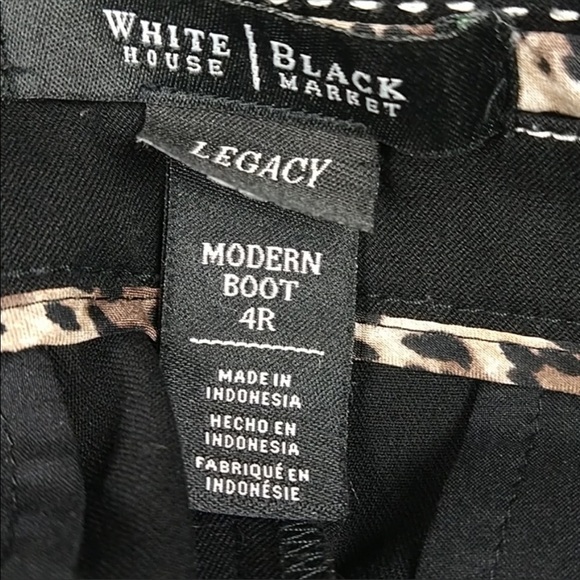 WHITE HOUSE | BLACK MARKET
LEGACY
MODERN
BOOT
4R
MADE IN
INDONESIA
HECHO EN
INDONESIA
FABRIQUÉ EN
INDONÉSIE